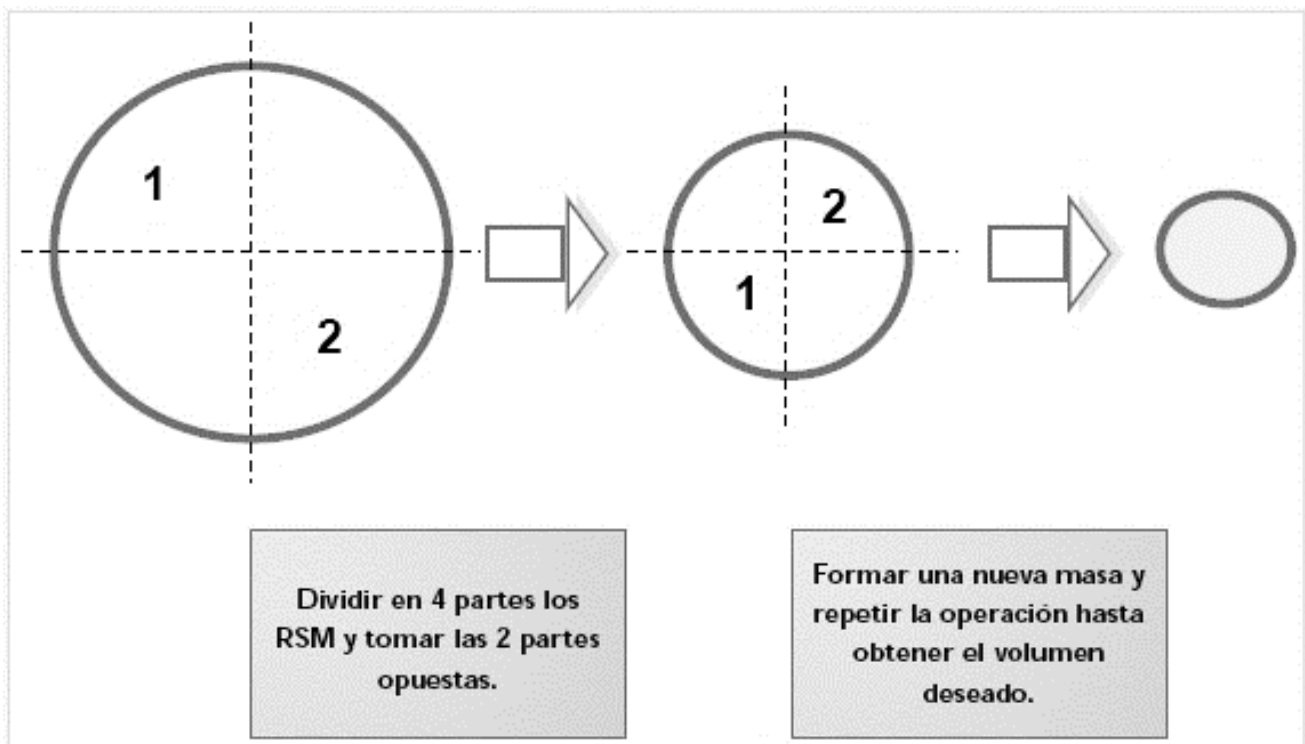 1
2
2
1
Dividir en 4 partes los
RSM y tomar las 2 partes
opuestas.
Formar una nueva masa y
repetir la operación hasta
obtener el volumen
deseado.